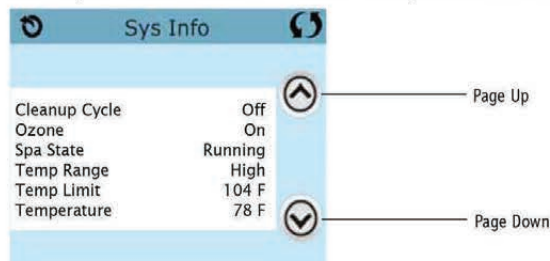 Sys Info
Cleanup Cycle Off
Ozone On
Spa State Running
Temp Range High
Temp Limit 104 F
Temperature 78 F
Page Up
Page Down